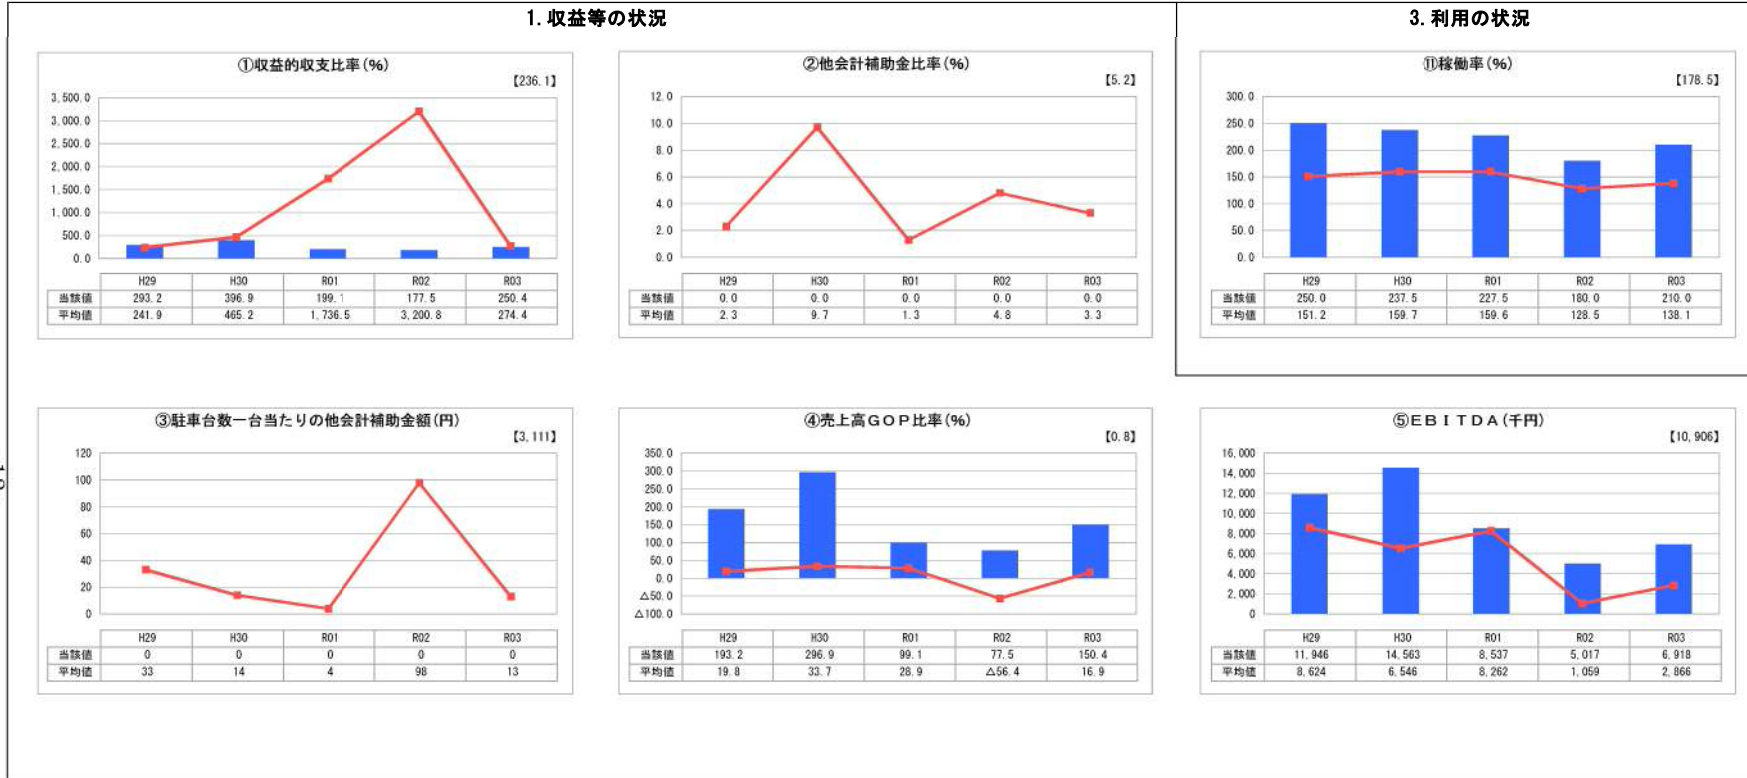 1. 収益等の状況
3. 利用の状況
①収益的収支比率(%)
【236.1】
3,500.0
3,000.0
2,500.0
2,000.0
1,500.0
1,000.0
500.0
0.0
H29 H30 R01 R02 R03
当該値 293.2 396.9 199.1 177.5 250.4
平均値 241.9 465.2 1,736.5 3,200.8 274.4
②他会計補助金比率(%)
【5.2】
12.0
10.0
8.0
6.0
4.0
2.0
0.0
H29 H30 R01 R02 R03
当該値 0.0 0.0 0.0 0.0 0.0
平均値 2.3 9.7 1.3 4.8 3.3
⑪稼働率(%)
【178.5】
300.0
250.0
200.0
150.0
100.0
50.0
0.0
H29 H30 R01 R02 R03
当該値 250.0 237.5 227.5 180.0 210.0
平均値 151.2 159.7 159.6 128.5 138.1
③駐車台数一台当たりの他会計補助金額(円)
【3,111】
120
100
80
60
40
20
0
H29 H30 R01 R02 R03
当該値 0 0 0 0 0
平均値 33 14 4 98 13
④売上高GOP比率(%)
【0.8】
350.0
300.0
250.0
200.0
150.0
100.0
50.0
0.0
△50.0
△100.0
H29 H30 R01 R02 R03
当該値 193.2 296.9 99.1 77.5 150.4
平均値 19.8 33.7 28.9 △56.4 16.9
⑤EBITDA(千円)
【10,906】
16,000
14,000
12,000
10,000
8,000
6,000
4,000
2,000
0
H29 H30 R01 R02 R03
当該値 11,946 14,563 8,537 5,017 6,918
平均値 8,624 6,546 8,262 1,059 2,866